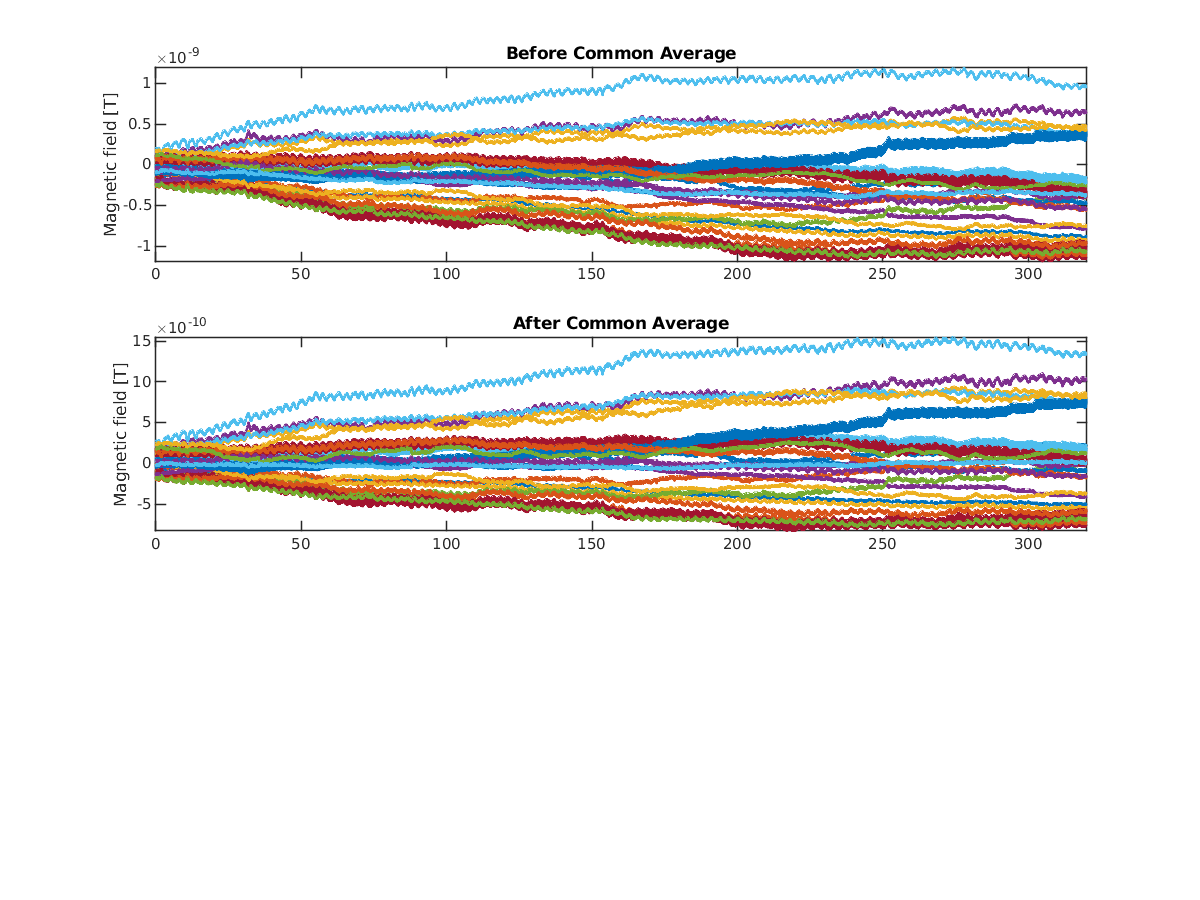 Before Common Average
×10^-9
Magnetic field [T]
1
0.5
0
-0.5
-1
0 50 100 150 200 250 300
After Common Average
×10^-10
Magnetic field [T]
15
10
5
0
-5
0 50 100 150 200 250 300